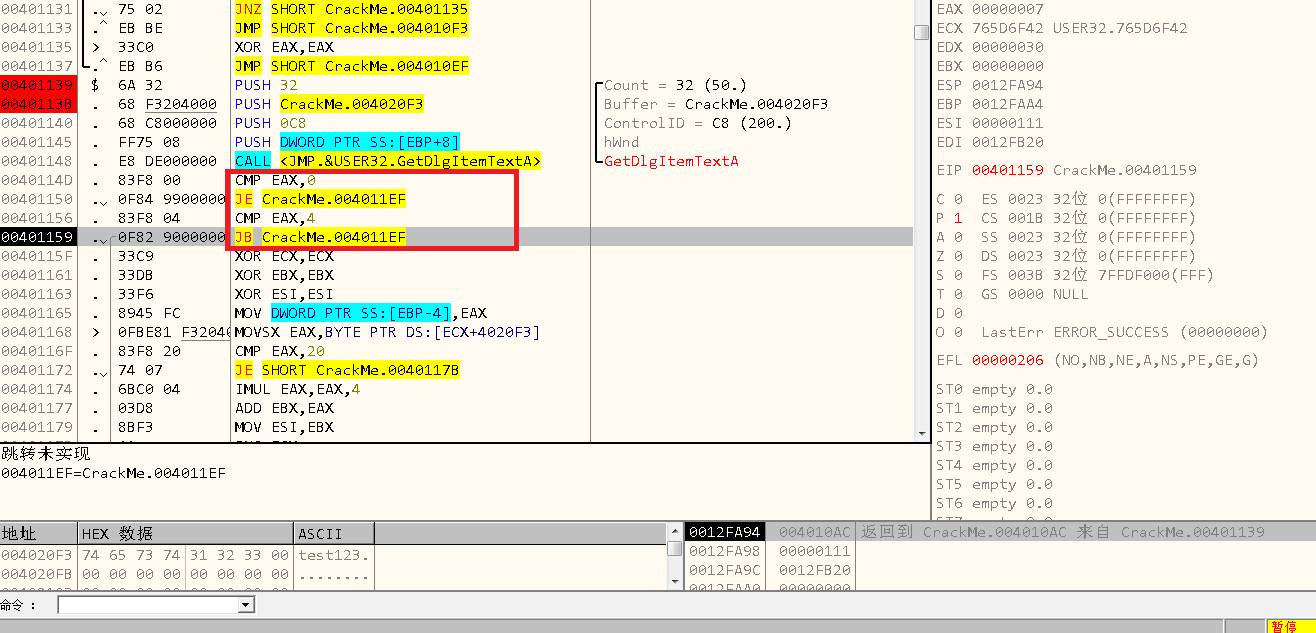 00401131 . 75 02 JNZ SHORT CrackMe.00401135
00401133 .^ EB BE JMP SHORT CrackMe.004010F3
00401135 > 33C0 XOR EAX,EAX
00401137 .^ EB B6 JMP SHORT CrackMe.004010EF
00401139 $ 6A 32 PUSH 32 Count = 32 (50.)
0040113B . 68 F3204000 PUSH CrackMe.004020F3 Buffer = CrackMe.004020F3
00401140 . 68 C8000000 PUSH 0C8 ControlID = C8 (200.)
00401145 . FF75 08 PUSH DWORD PTR SS:[EBP+8] hWnd
00401148 . E8 DE000000 CALL <JMP.&USER32.GetDlgItemTextA> GetDlgItemTextA
0040114D . 83F8 00 CMP EAX,0
00401150 . 0F84 9900000 JE CrackMe.004011EF
00401156 . 83F8 04 CMP EAX,4
00401159 . 0F82 9000000 JB CrackMe.004011EF
0040115F . 33C9 XOR ECX,ECX
00401161 . 33DB XOR EBX,EBX
00401163 . 33F6 XOR ESI,ESI
00401165 . 8945 FC MOV DWORD PTR SS:[EBP-4],EAX
00401168 > 0FBE81 F3204 MOVSX EAX,BYTE PTR DS:[ECX+4020F3]
0040116F . 83F8 20 CMP EAX,20
00401172 . 74 07 JE SHORT CrackMe.0040117B
00401174 . 6BC0 04 IMUL EAX,EAX,4
00401177 . 03D8 ADD EBX,EAX
00401179 . 8BF3 MOV ESI,EBX
EAX 00000007
ECX 765D6F42 USER32.765D6F42
EDX 00000030
EBX 00000000
ESP 0012FA94
EBP 0012FAA4
ESI 00000111
EDI 0012FB20
EIP 00401159 CrackMe.00401159
C 0 ES 0023 32位 0(FFFFFFFF)
P 1 CS 001B 32位 0(FFFFFFFF)
A 0 SS 0023 32位 0(FFFFFFFF)
Z 0 DS 0023 32位 0(FFFFFFFF)
S 0 FS 003B 32位 7FFDF000(FFF)
T 0 GS 0000 NULL
D 0
O 0 LastErr ERROR_SUCCESS (00000000)
EFL 00000206 (NO,NB,NE,A,NS,PE,GE,G)
ST0 empty 0.0
ST1 empty 0.0
ST2 empty 0.0
ST3 empty 0.0
ST4 empty 0.0
ST5 empty 0.0
ST6 empty 0.0
跳转未实现
004011EF=CrackMe.004011EF
地址 HEX 数据 ASCII
004020F3 74 65 73 74 31 32 33 00 test123.
004020FB 00 00 00 00 00 00 00 00 ........
0012FA94 004010AC 返回到 CrackMe.004010AC 来自 CrackMe.00401139
0012FA98 00000111
0012FA9C 0012FB20
0012FAA0 00000000
命令 :
暂停